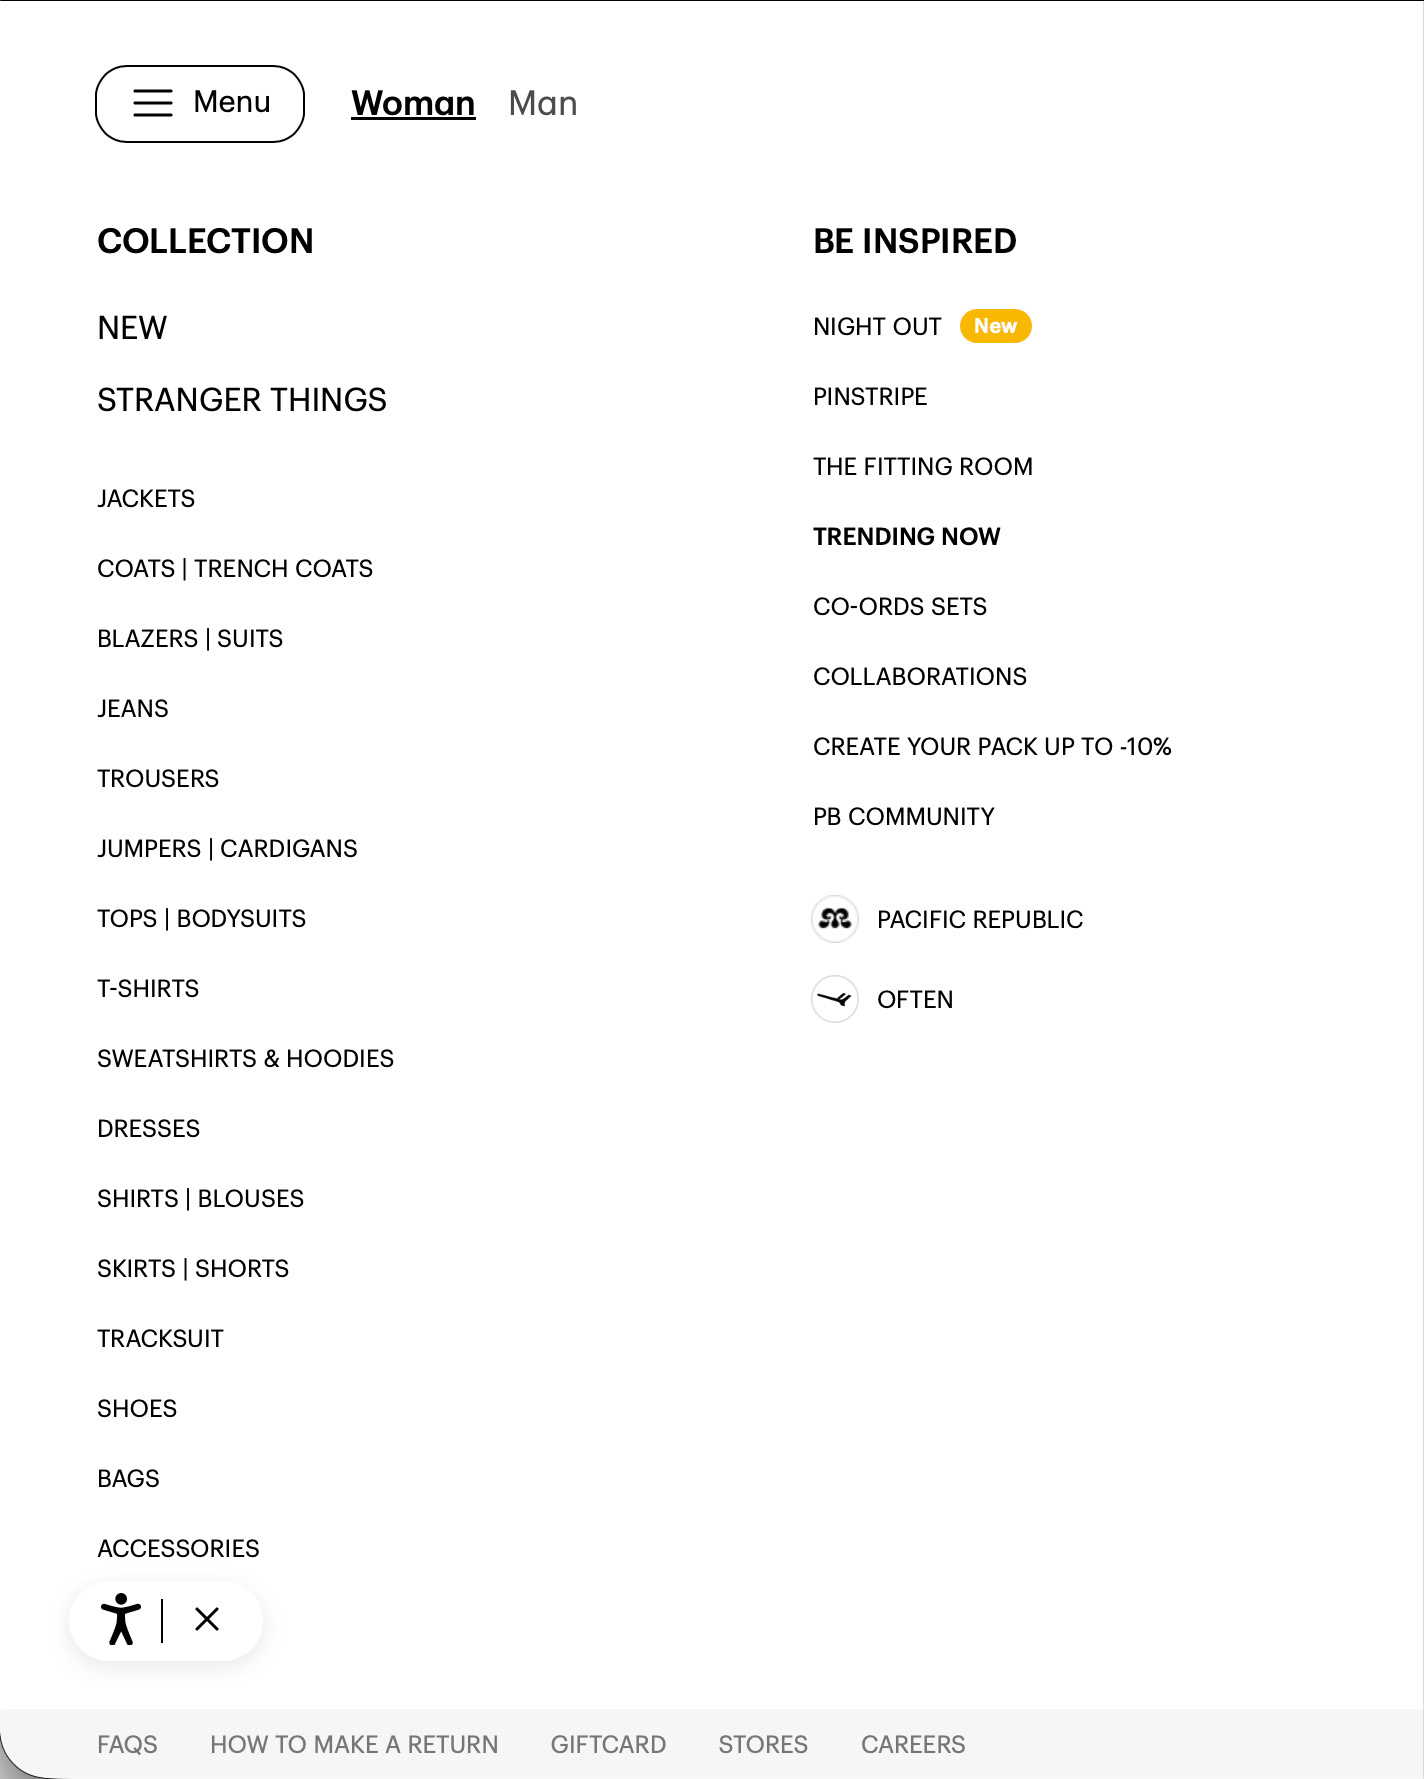 Menu
Woman
Man
COLLECTION
NEW
STRANGER THINGS
JACKETS
COATS | TRENCH COATS
BLAZERS | SUITS
JEANS
TROUSERS
JUMPERS | CARDIGANS
TOPS | BODYSUITS
T-SHIRTS
SWEATSHIRTS & HOODIES
DRESSES
SHIRTS | BLOUSES
SKIRTS | SHORTS
TRACKSUIT
SHOES
BAGS
ACCESSORIES
BE INSPIRED
NIGHT OUT New
PINSTRIPE
THE FITTING ROOM
TRENDING NOW
CO-ORDS SETS
COLLABORATIONS
CREATE YOUR PACK UP TO -10%
PB COMMUNITY
PACIFIC REPUBLIC
OFTEN
FAQS
HOW TO MAKE A RETURN
GIFTCARD
STORES
CAREERS